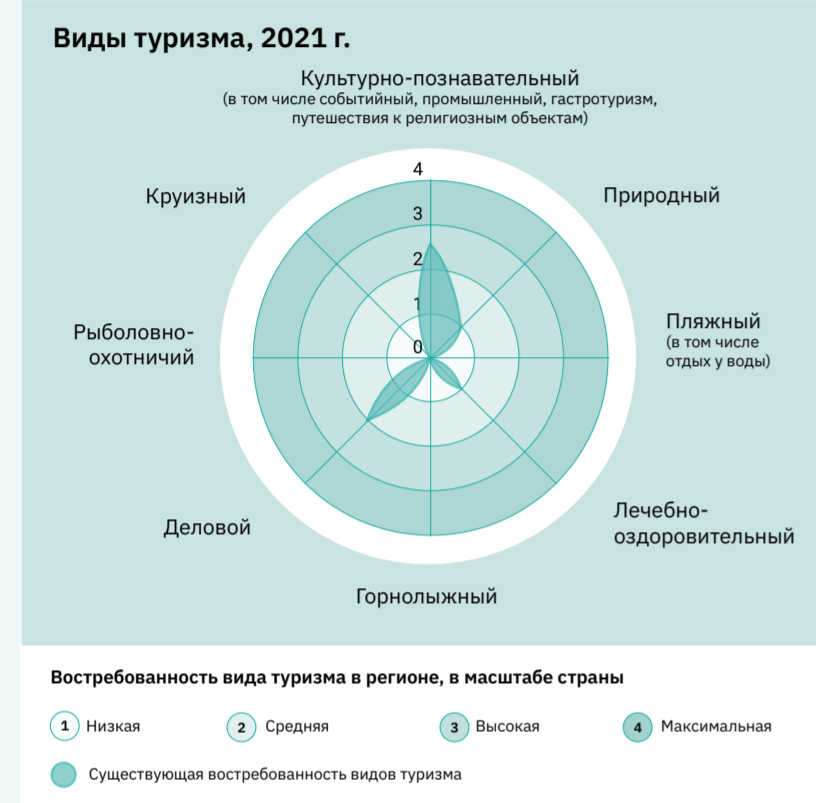 Виды туризма, 2021 г.
Культурно-познавательный
(в том числе событийный, промышленный, гастротуризм,
путешествия к религиозным объектам)
Круизный
Природный
4
3
2
1
0
Рыболовно-
охотничий
Пляжный
(в том числе
отдых у воды)
Деловой
Лечебно-
оздоровительный
Горнолыжный
Востребованность вида туризма в регионе, в масштабе страны
1 Низкая
2 Средняя
3 Высокая
4 Максимальная
Существующая востребованность видов туризма